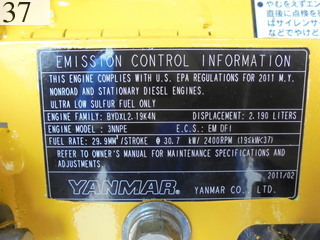 37
EMISSION CONTROL INFORMATION
THIS ENGINE COMPLIES WITH U.S. EPA REGULATIONS FOR 2011 M.Y.
NONROAD AND STATIONARY DIESEL ENGINES.
ULTRA LOW SULFUR FUEL ONLY
ENGINE FAMILY: BYDXL2.19K4N DISPLACEMENT: 2.190 LITERS
ENGINE MODEL : 3NNPE E.C.S.: EM DFI
FUEL RATE: 29.9MM³/STROKE @ 30.7 kW/ 2400RPM (19≤kW<37)
REFER TO OWNER'S MANUAL FOR MAINTENANCE SPECIFICATIONS AND
ADJUSTMENTS.
2011/02
YANMAR YANMAR CO., LTD.